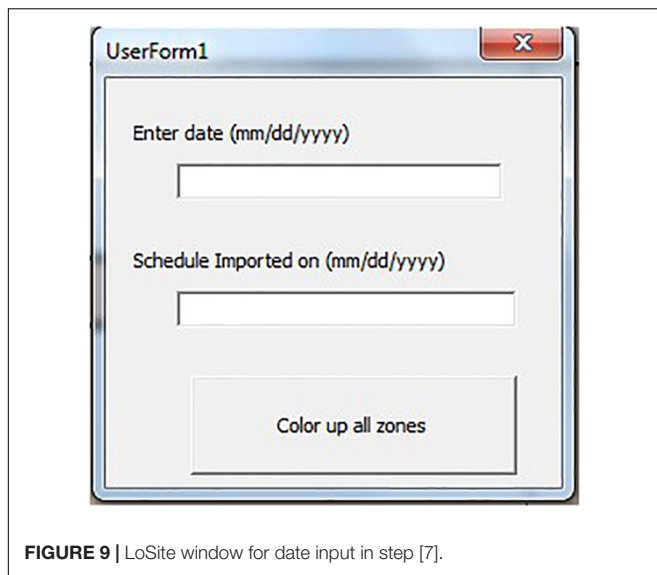 UserForm1
Enter date (mm/dd/yyyy)
Schedule Imported on (mm/dd/yyyy)
Color up all zones
FIGURE 9 | LoSite window for date input in step [7].